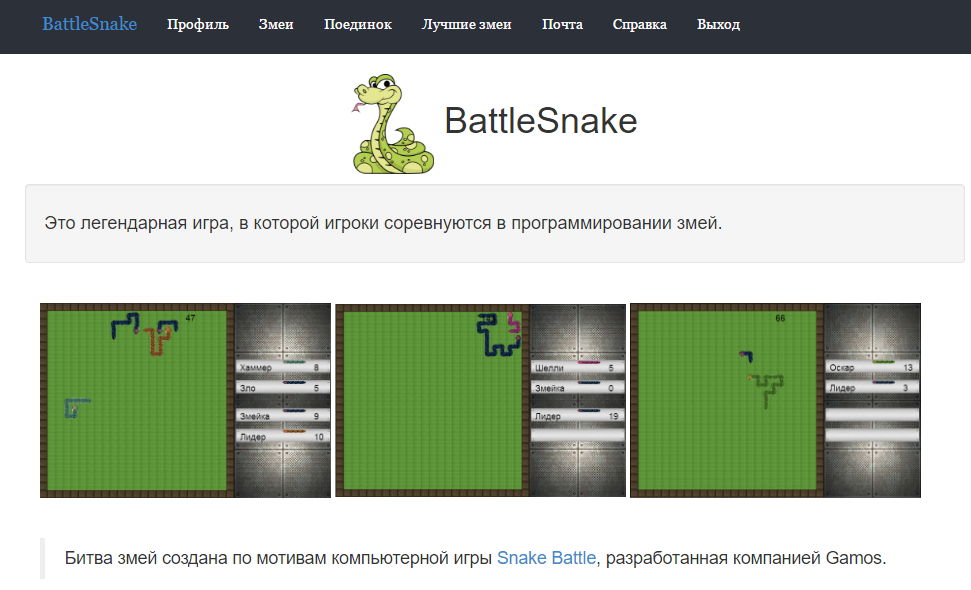 BattleSnake Профиль Змеи Поединок Лучшие змеи Почта Справка Выход
BattleSnake
Это легендарная игра, в которой игроки соревнуются в программировании змей.
47
Хаммер 8
Зло 5
Змейка 9
Лидер 10
Шелли 5
Змейка 0
Лидер 19
66
Оскар 13
Лидер 3
Битва змей создана по мотивам компьютерной игры Snake Battle, разработанная компанией Gamos.